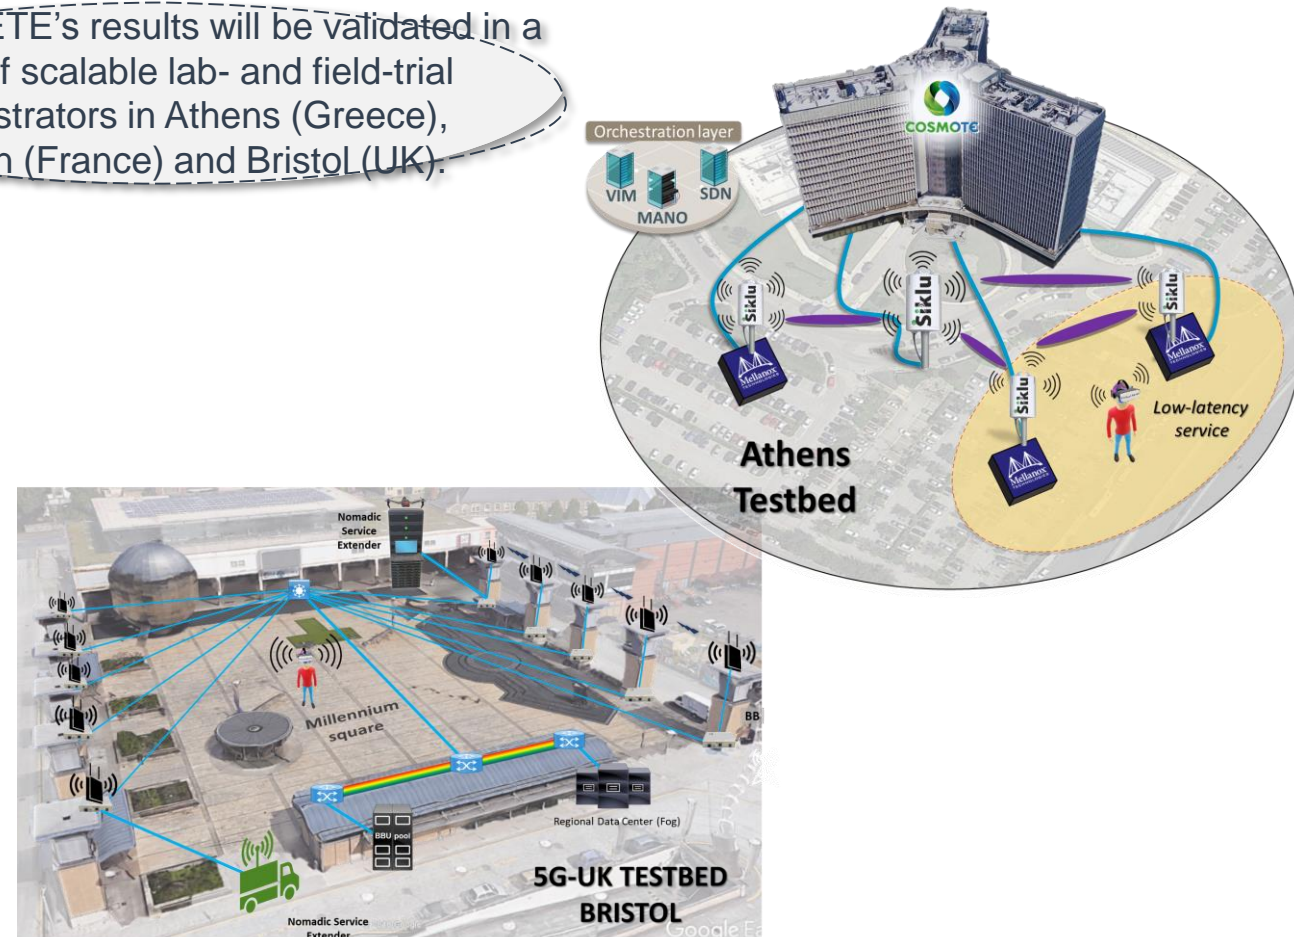 ETE's results will be validated in a
f scalable lab- and field-trial
strators in Athens (Greece),
n (France) and Bristol (UK).
COSMOTE
Orchestration layer
VIM
SDN
MANO
Siklu
Siklu
Siklu
Siklu
Mellanox
TECHNOLOGIES
Mellanox
TECHNOLOGIES
Mellanox
TECHNOLOGIES
Low-latency
service
Athens
Testbed
Nomadic
Service
Extender
Millennium
square
BB
BBU pool
Regional Data Center (Fog)
5G-UK TESTBED
BRISTOL
Nomadic Service
Extender
Google Ea